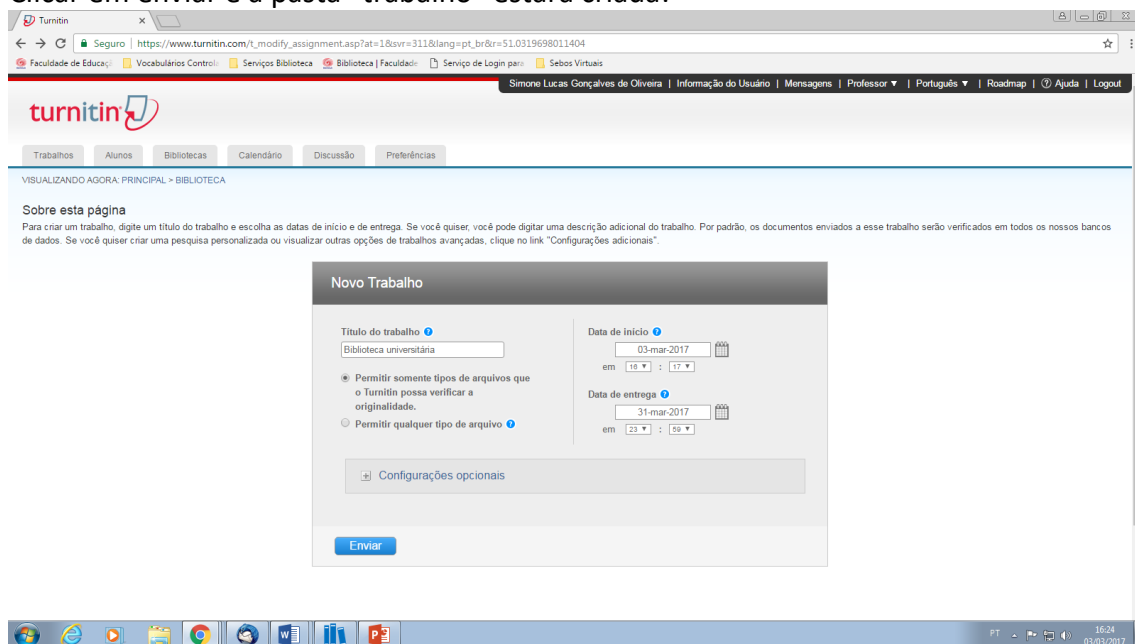 Clicar em enviar e a pasta "trabalho" estará criada.
Turnitin
Seguro | https://www.turnitin.com/t_modify_assignment.asp?at=1&svr=311&lang=pt_br&r=51.0319698011404
Faculdade de Educaçã Vocabulários Control Serviços Biblioteca Biblioteca | Faculdade Serviço de Login para Sebos Virtuais
Simone Lucas Gonçalves de Oliveira | Informação do Usuário | Mensagens | Professor ▼ | Português ▼ | Roadmap | ? Ajuda | Logout
turnitin
Trabalhos Alunos Bibliotecas Calendário Discussão Preferências
VISUALIZANDO AGORA: PRINCIPAL > BIBLIOTECA
Sobre esta página
Para criar um trabalho, digite um título do trabalho e escolha as datas de início e de entrega. Se você quiser, você pode digitar uma descrição adicional do trabalho. Por padrão, os documentos enviados a esse trabalho serão verificados em todos os nossos bancos
de dados. Se você quiser criar uma pesquisa personalizada ou visualizar outras opções de trabalhos avançadas, clique no link "Configurações adicionais".
Novo Trabalho
Título do trabalho ?
Biblioteca universitária
Permitir somente tipos de arquivos que
o Turnitin possa verificar a
originalidade.
Permitir qualquer tipo de arquivo ?
Data de início ?
03-mar-2017
em 16 ▼ : 17 ▼
Data de entrega ?
31-mar-2017
em 23 ▼ : 59 ▼
+ Configurações opcionais
Enviar
PT 16:24
03/03/2017